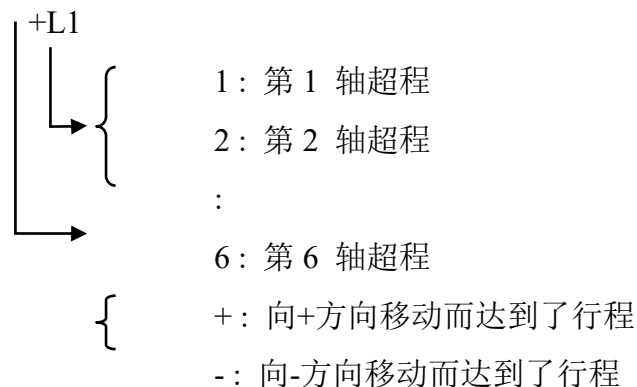 +L1
1 : 第 1 轴超程
2 : 第 2 轴超程
:
6 : 第 6 轴超程
+ : 向+方向移动而达到了行程
- : 向-方向移动而达到了行程